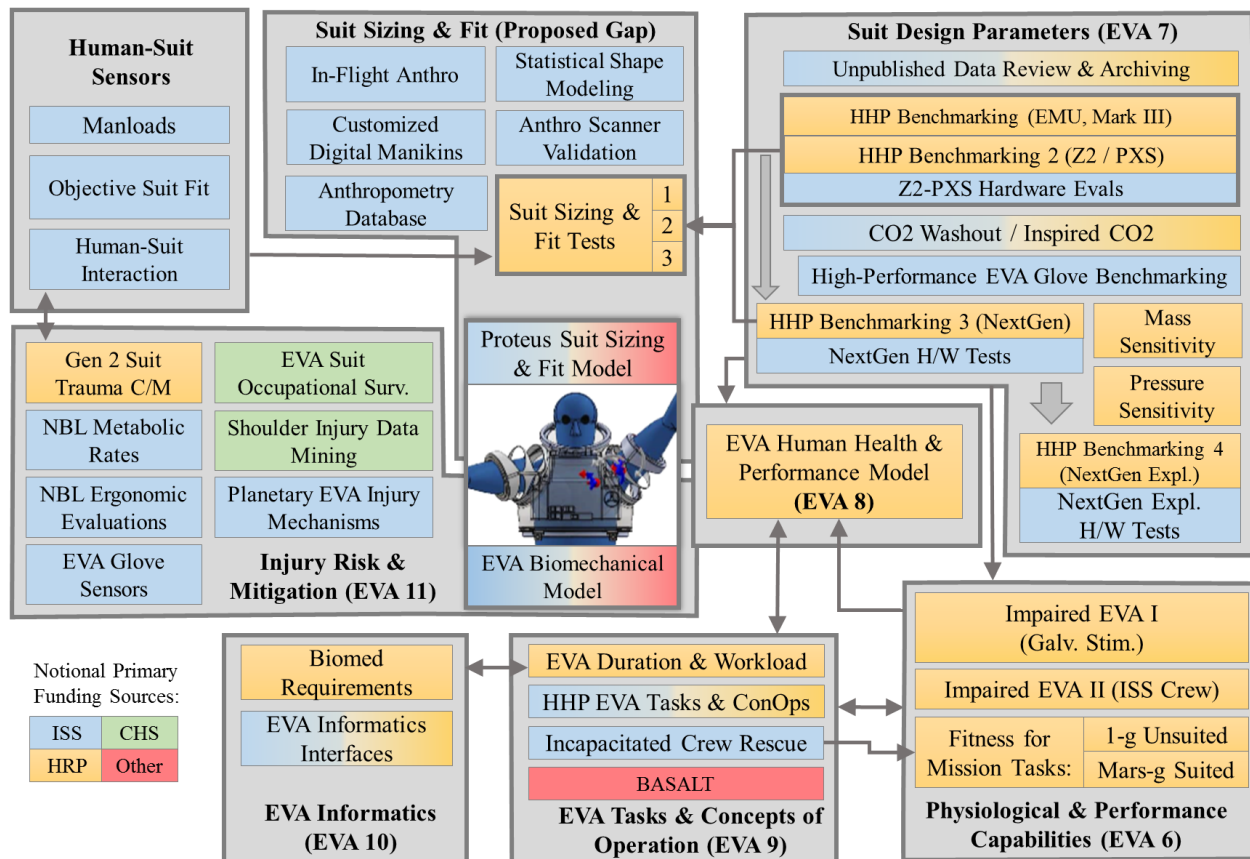 Human-Suit
Sensors
Manloads
Objective Suit Fit
Human-Suit
Interaction
Suit Sizing & Fit (Proposed Gap)
In-Flight Anthro
Statistical Shape
Modeling
Customized
Digital Manikins
Anthro Scanner
Validation
Anthropometry
Database
Suit Sizing &
Fit Tests
1
2
3
Suit Design Parameters (EVA 7)
Unpublished Data Review & Archiving
HHP Benchmarking (EMU, Mark III)
HHP Benchmarking 2 (Z2 / PXS)
Z2-PXS Hardware Evals
CO2 Washout / Inspired CO2
High-Performance EVA Glove Benchmarking
HHP Benchmarking 3 (NextGen)
NextGen H/W Tests
Mass
Sensitivity
Pressure
Sensitivity
HHP Benchmarking 4
(NextGen Expl.)
NextGen Expl.
H/W Tests
Gen 2 Suit
Trauma C/M
EVA Suit
Occupational Surv.
NBL Metabolic
Rates
Shoulder Injury Data
Mining
NBL Ergonomic
Evaluations
Planetary EVA Injury
Mechanisms
EVA Glove
Sensors
Injury Risk &
Mitigation (EVA 11)
Proteus Suit Sizing
& Fit Model
EVA Biomechanical
Model
EVA Human Health &
Performance Model
(EVA 8)
Notional Primary
Funding Sources:
ISS
CHS
HRP
Other
Biomed
Requirements
EVA Informatics
Interfaces
EVA Informatics
(EVA 10)
EVA Duration & Workload
HHP EVA Tasks & ConOps
Incapacitated Crew Rescue
BASALT
EVA Tasks & Concepts of
Operation (EVA 9)
Impaired EVA I
(Galv. Stim.)
Impaired EVA II (ISS Crew)
Fitness for
Mission Tasks:
1-g Unsuited
Mars-g Suited
Physiological & Performance
Capabilities (EVA 6)